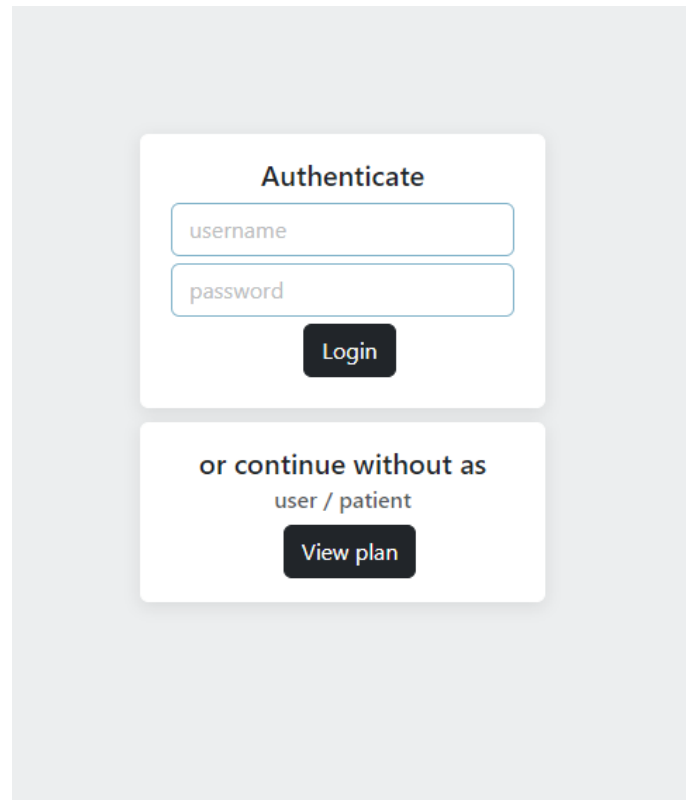 Authenticate
username
password
Login
or continue without as
user / patient
View plan